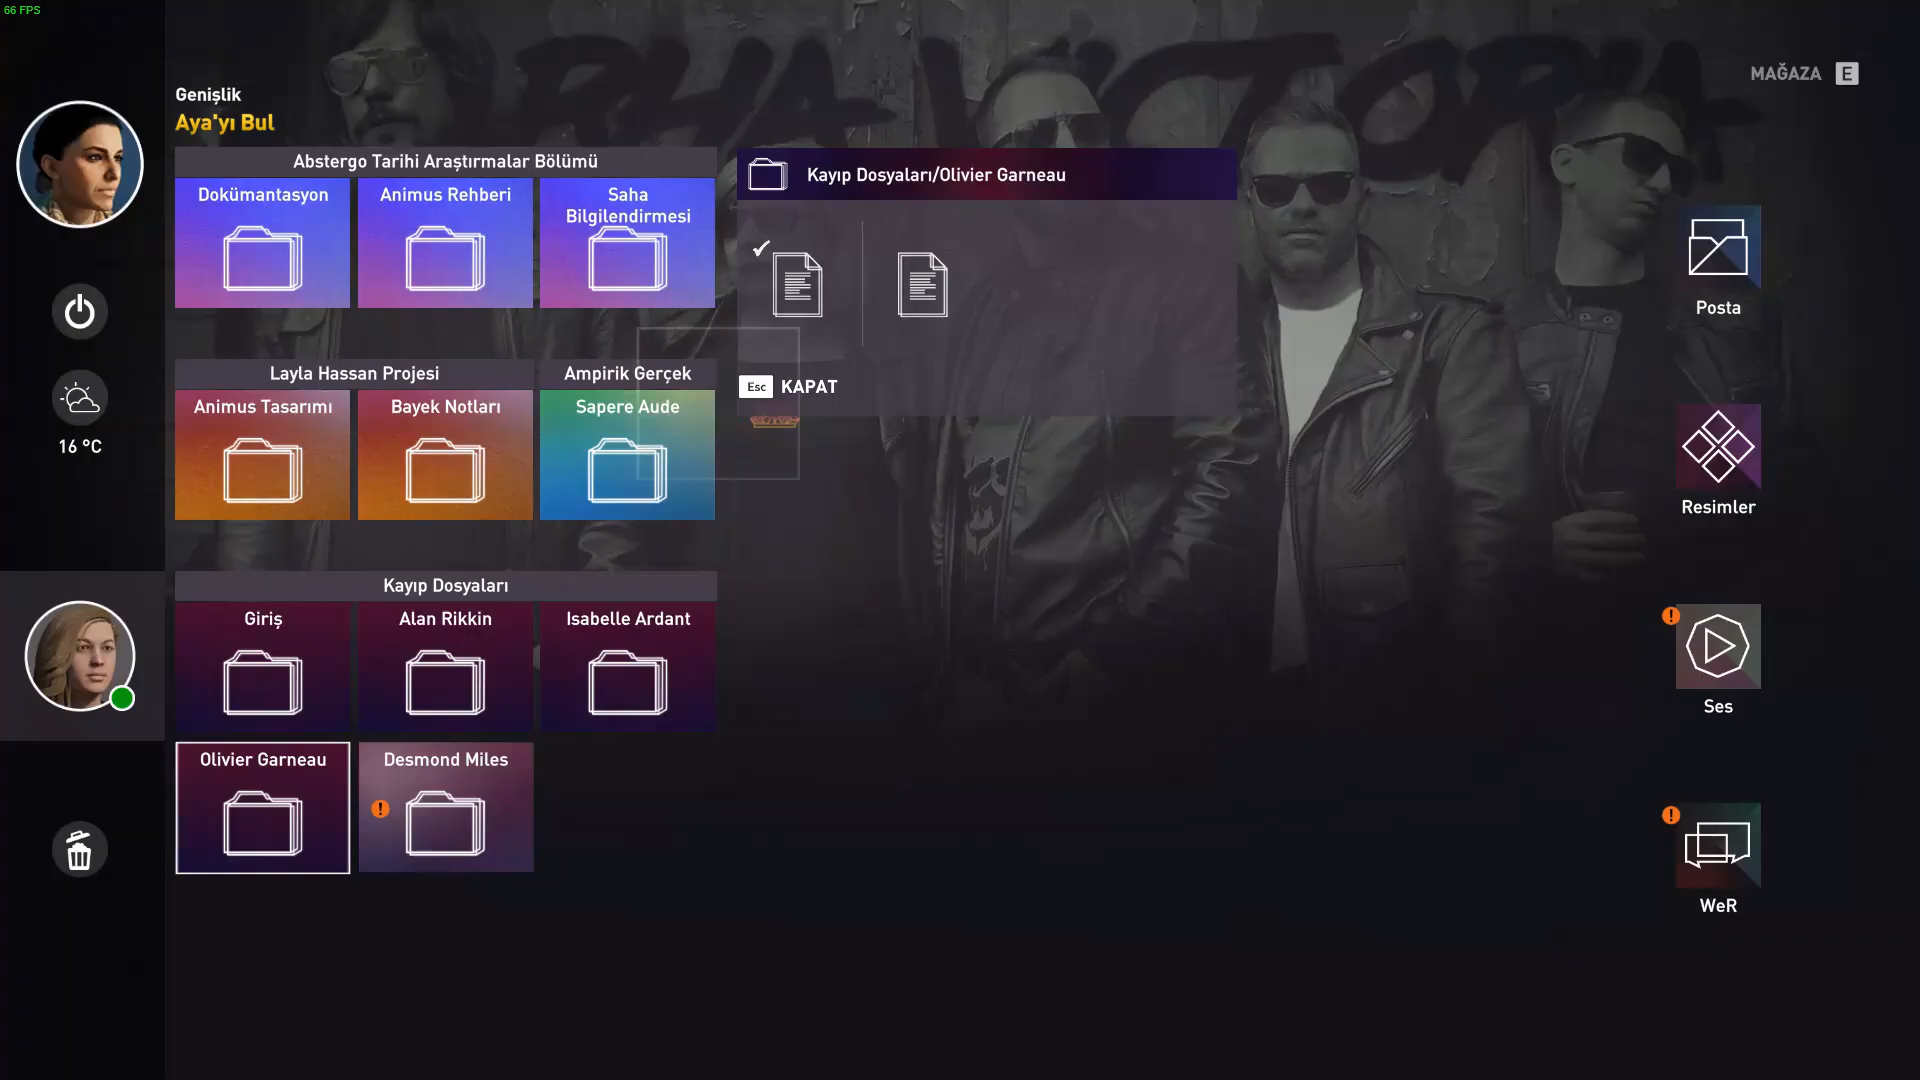 66 FPS
MAĞAZA E
Genişlik
Aya'yı Bul
Abstergo Tarihi Araştırmalar Bölümü
Dokümantasyon
Animus Rehberi
Saha
Bilgilendirmesi
Kayıp Dosyaları/Olivier Garneau
Esc KAPAT
Posta
Layla Hassan Projesi
Ampirik Gerçek
Animus Tasarımı
Bayek Notları
Sapere Aude
16 °C
Resimler
Kayıp Dosyaları
Giriş
Alan Rikkin
Isabelle Ardant
Ses
Olivier Garneau
Desmond Miles
WeR